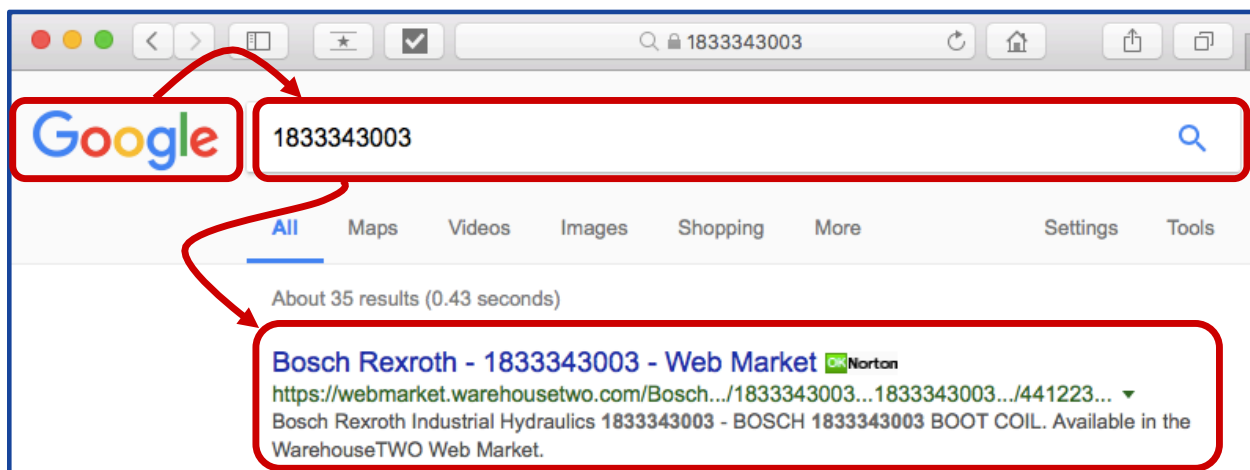 1833343003
Google
1833343003
All Maps Videos Images Shopping More Settings Tools
About 35 results (0.43 seconds)
Bosch Rexroth - 1833343003 - Web Market OK Norton
https://webmarket.warehousetwo.com/Bosch.../1833343003...1833343003.../441223...
Bosch Rexroth Industrial Hydraulics 1833343003 - BOSCH 1833343003 BOOT COIL. Available in the
WarehouseTWO Web Market.